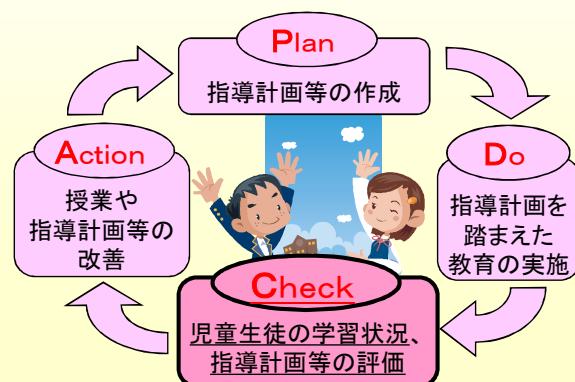 Plan
指導計画等の作成
Do
指導計画を
踏まえた
教育の実施
Check
児童生徒の学習状況、
指導計画等の評価
Action
授業や
指導計画等の
改善